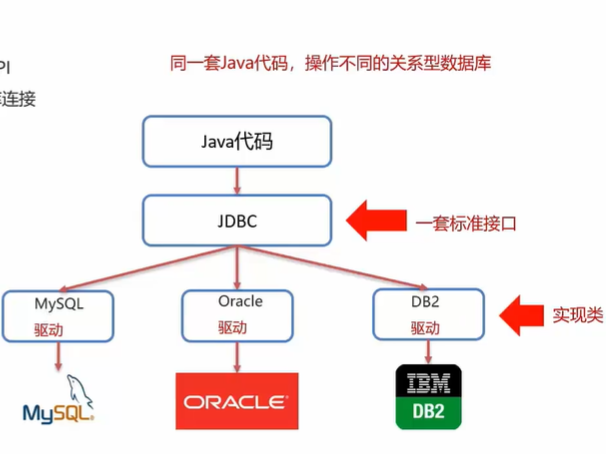 PI
同一套Java代码，操作不同的关系型数据库
连接
Java代码
JDBC
一套标准接口
MySQL
驱动
Oracle
驱动
DB2
驱动
实现类
MySQL
ORACLE
IBM
DB2